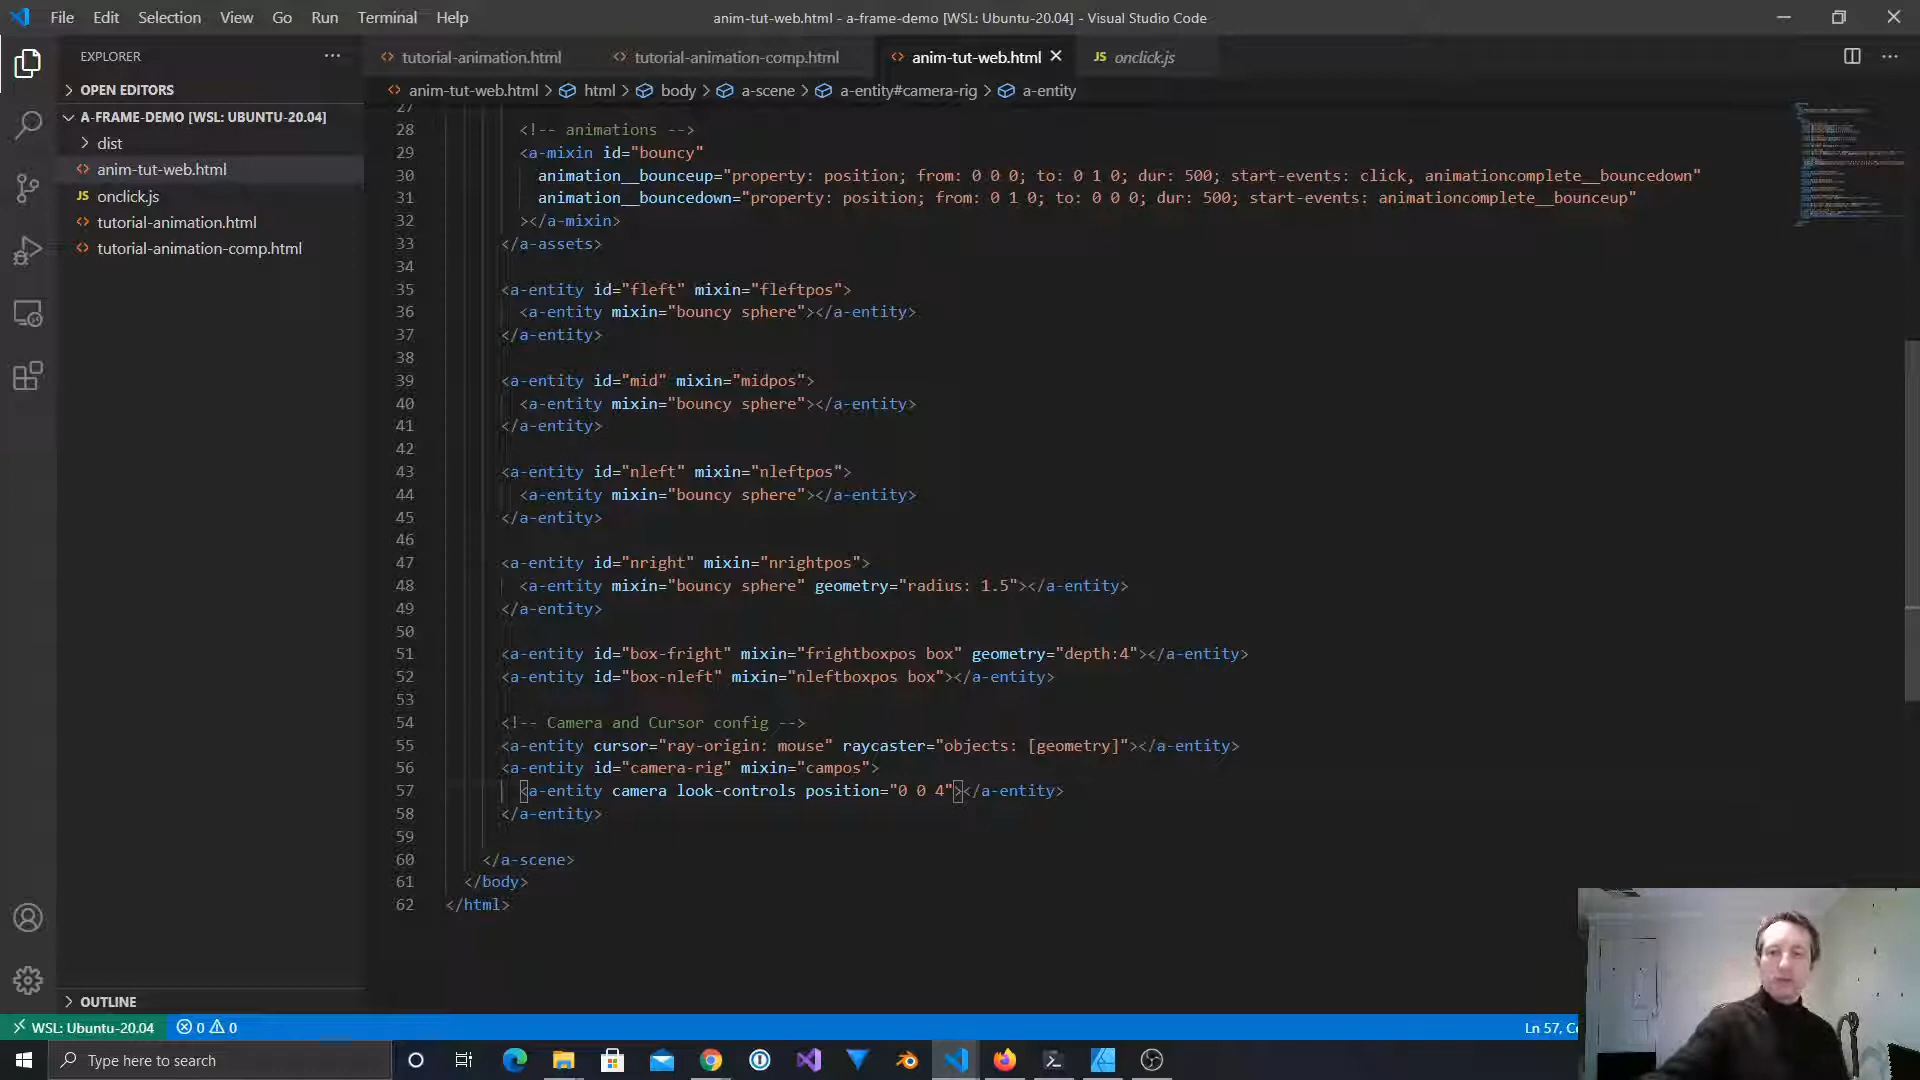 File Edit Selection View Go Run Terminal Help
anim-tut-web.html - a-frame-demo [WSL: Ubuntu-20.04] - Visual Studio Code
EXPLORER
OPEN EDITORS
A-FRAME-DEMO [WSL: UBUNTU-20.04]
dist
anim-tut-web.html
JS onclick.js
tutorial-animation.html
tutorial-animation-comp.html
OUTLINE
tutorial-animation.html tutorial-animation-comp.html anim-tut-web.html JS onclick.js
anim-tut-web.html > html > body > a-scene > a-entity#camera-rig > a-entity
27
28 <!-- animations -->
29 <a-mixin id="bouncy"
30 animation__bounceup="property: position; from: 0 0 0; to: 0 1 0; dur: 500; start-events: click, animationcomplete__bouncedown"
31 animation__bouncedown="property: position; from: 0 1 0; to: 0 0 0; dur: 500; start-events: animationcomplete__bounceup"
32 ></a-mixin>
33 </a-assets>
34
35 <a-entity id="fleft" mixin="fleftpos">
36 <a-entity mixin="bouncy sphere"></a-entity>
37 </a-entity>
38
39 <a-entity id="mid" mixin="midpos">
40 <a-entity mixin="bouncy sphere"></a-entity>
41 </a-entity>
42
43 <a-entity id="nleft" mixin="nleftpos">
44 <a-entity mixin="bouncy sphere"></a-entity>
45 </a-entity>
46
47 <a-entity id="nright" mixin="nrightpos">
48 <a-entity mixin="bouncy sphere" geometry="radius: 1.5"></a-entity>
49 </a-entity>
50
51 <a-entity id="box-fright" mixin="frightboxpos box" geometry="depth:4"></a-entity>
52 <a-entity id="box-nleft" mixin="nleftboxpos box"></a-entity>
53
54 <!-- Camera and Cursor config -->
55 <a-entity cursor="ray-origin: mouse" raycaster="objects: [geometry]"></a-entity>
56 <a-entity id="camera-rig" mixin="campos">
57 <a-entity camera look-controls position="0 0 4"></a-entity>
58 </a-entity>
59
60 </a-scene>
61 </body>
62 </html>
WSL: Ubuntu-20.04 0 0 Ln 57, C
Type here to search